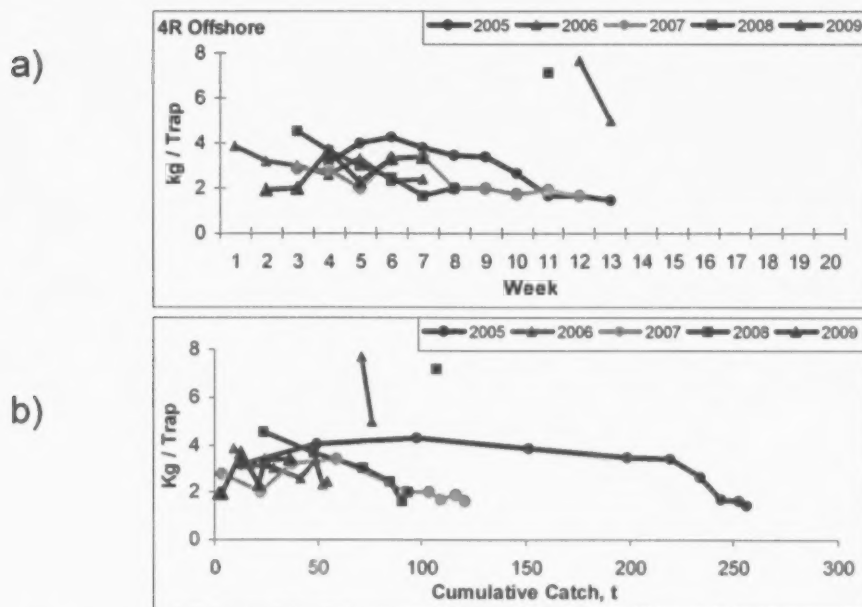 a)
4R Offshore
2005 2006 2007 2008 2009
8
6
4
2
0
kg / Trap
1 2 3 4 5 6 7 8 9 10 11 12 13 14 15 16 17 18 19 20
Week
b)
2005 2006 2007 2008 2009
8
6
4
2
0
Kg / Trap
0 50 100 150 200 250 300
Cumulative Catch, t